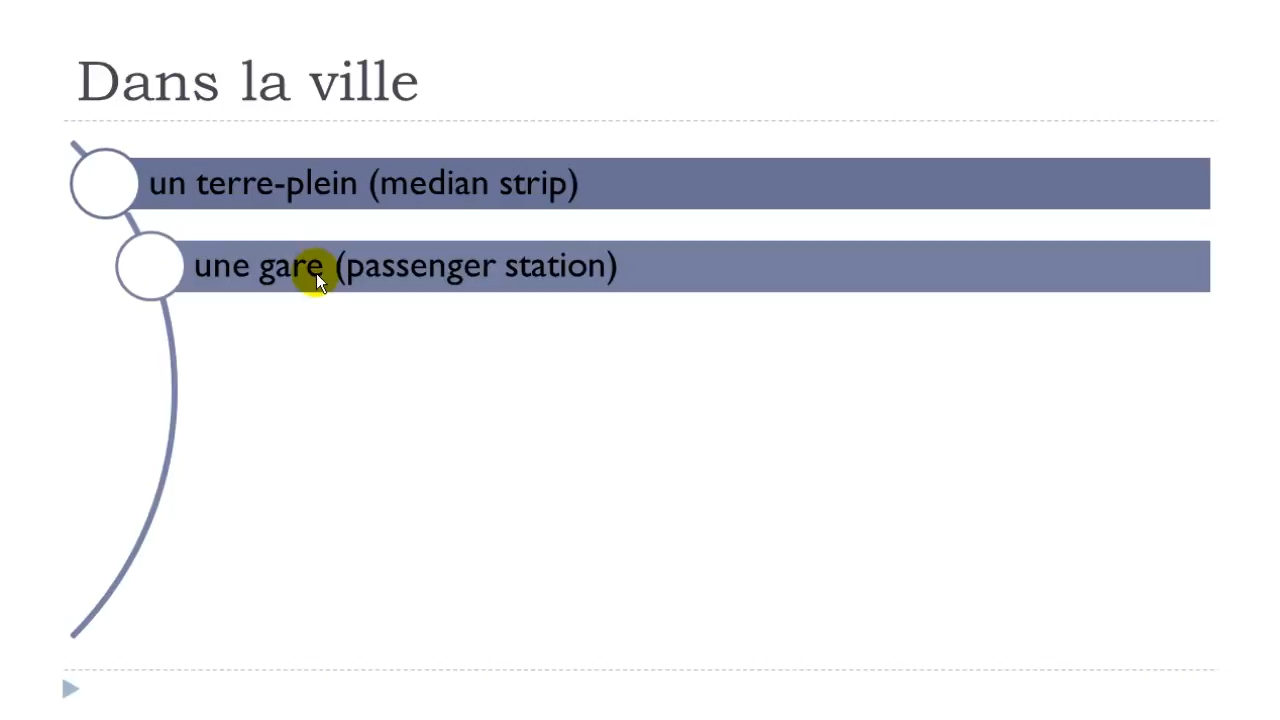 Dans la ville
un terre-plein (median strip)
une gare (passenger station)